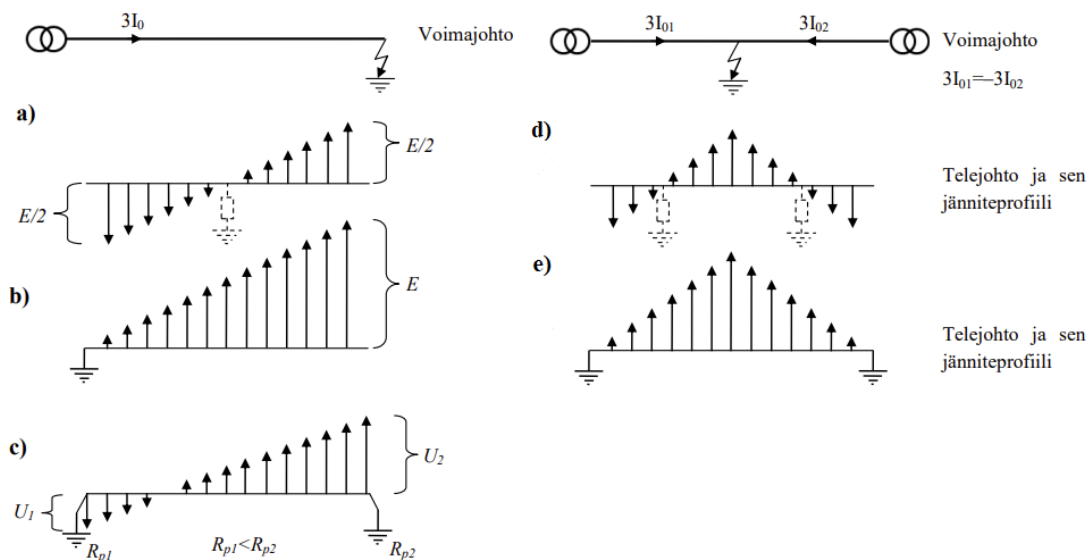 3I₀
Voimajohto
3I₀₁
3I₀₂
Voimajohto
3I₀₁=–3I₀₂
a)
E/2
E/2
b)
E
c)
U₁
U₂
Rₚ₁
Rₚ₁<Rₚ₂
Rₚ₂
d)
Telejohto ja sen
jänniteprofiili
e)
Telejohto ja sen
jänniteprofiili